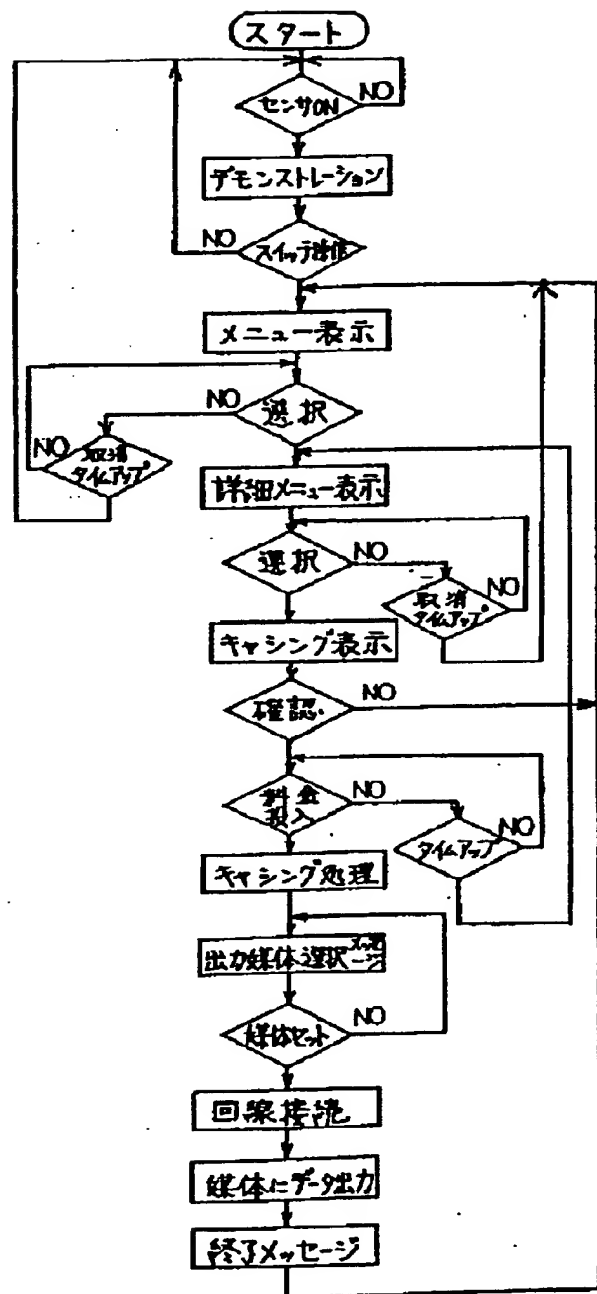 スタート
センサON
NO
デモンストレーション
NO
スイッチ操作
メニュー表示
NO
選択
NO
取消
タイムアップ
詳細メニュー表示
選択
NO
取消
タイムアップ
NO
キャシング表示
確認
NO
料金
投入
NO
タイムアップ
NO
キャシング処理
出力媒体選択メッセージ
媒体セット
NO
回線接続
媒体にデータ出力
終了メッセージ